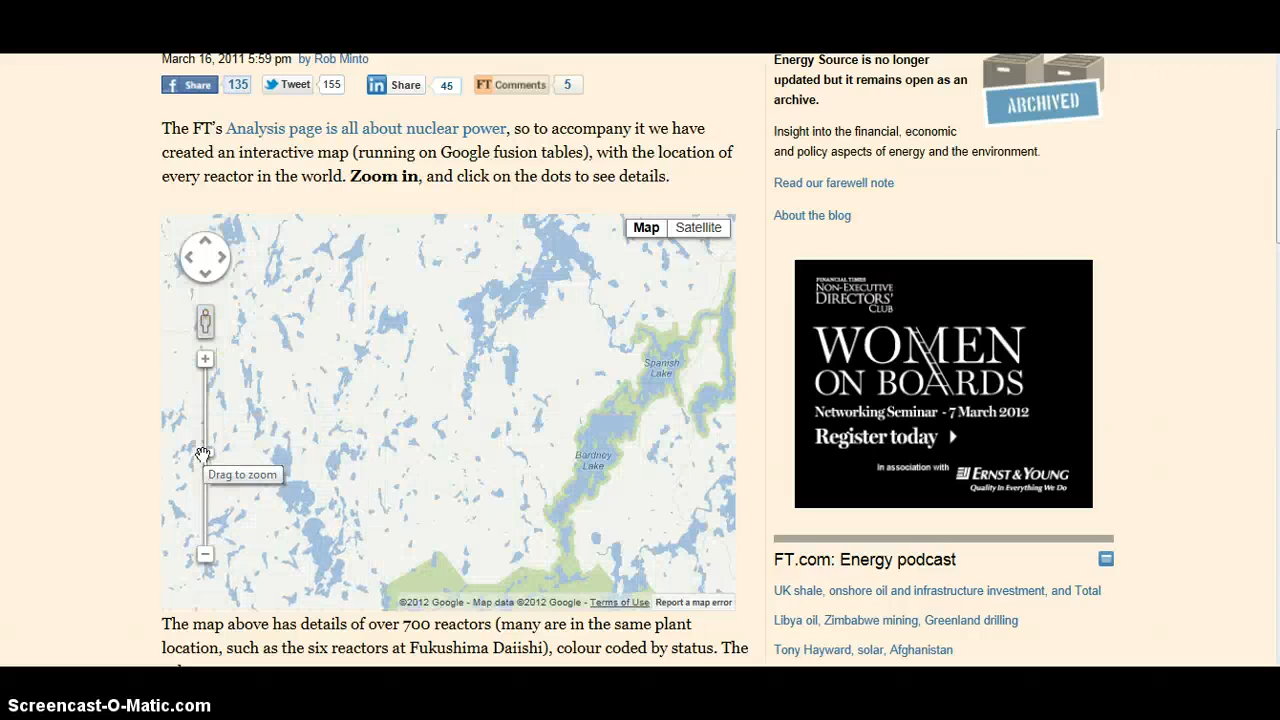 March 16, 2011 5:59 pm by Rob Minto
f Share 135 Tweet 155 in Share 45 FT Comments 5
The FT's Analysis page is all about nuclear power, so to accompany it we have
created an interactive map (running on Google fusion tables), with the location of
every reactor in the world. Zoom in, and click on the dots to see details.
Map Satellite
Spanish
Lake
Bardney
Lake
+
Drag to zoom
−
©2012 Google - Map data ©2012 Google - Terms of Use Report a map error
The map above has details of over 700 reactors (many are in the same plant
location, such as the six reactors at Fukushima Daiishi), colour coded by status. The
Energy Source is no longer
updated but it remains open as an
archive.
ARCHIVED
Insight into the financial, economic
and policy aspects of energy and the environment.
Read our farewell note
About the blog
FINANCIAL TIMES
NON-EXECUTIVE
DIRECTORS'
CLUB
WOMEN
ON BOARDS
Networking Seminar - 7 March 2012
Register today
In association with ERNST & YOUNG
Quality In Everything We Do
FT.com: Energy podcast
UK shale, onshore oil and infrastructure investment, and Total
Libya oil, Zimbabwe mining, Greenland drilling
Tony Hayward, solar, Afghanistan
Screencast-O-Matic.com